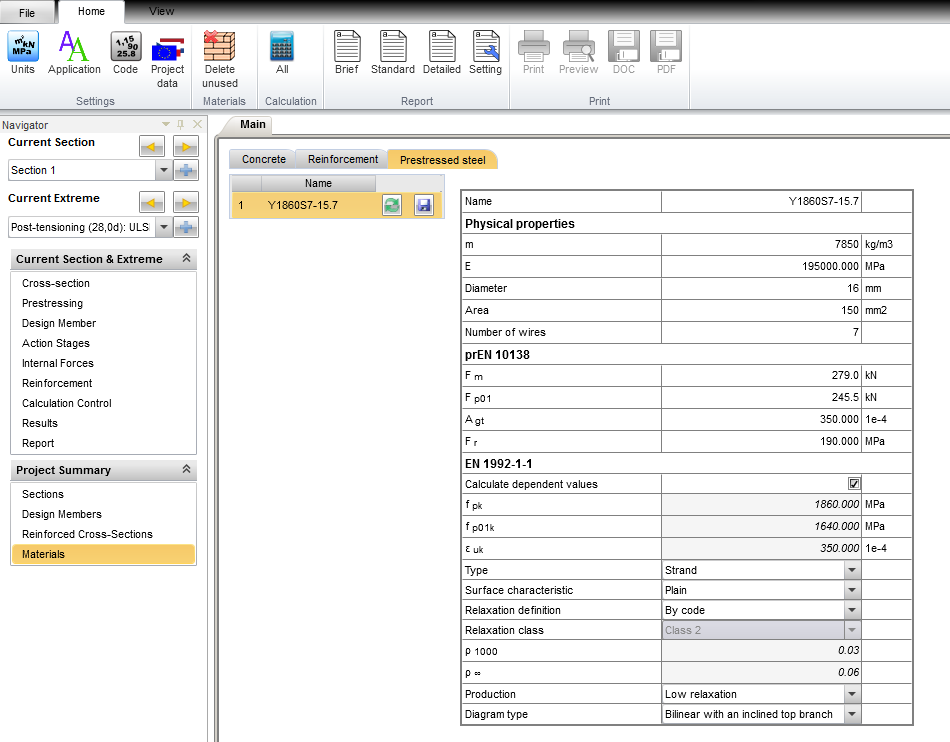 File Home View
m² kN MPa
1,15 ,90 25.8
Units Application Code Project data
Delete unused
All
Brief Standard Detailed Setting
Print Preview DOC PDF
Settings Materials Calculation Report Print
Navigator
Current Section
Section 1
Current Extreme
Post-tensioning (28,0d): ULS
Current Section & Extreme
Cross-section
Prestressing
Design Member
Action Stages
Internal Forces
Reinforcement
Calculation Control
Results
Report
Project Summary
Sections
Design Members
Reinforced Cross-Sections
Materials
Main
Concrete Reinforcement Prestressed steel
Name
1 Y1860S7-15.7
Name Y1860S7-15.7
Physical properties
m 7850 kg/m3
E 195000.000 MPa
Diameter 16 mm
Area 150 mm2
Number of wires 7
prEN 10138
F m 279.0 kN
F p01 245.5 kN
A gt 350.000 1e-4
F r 190.000 MPa
EN 1992-1-1
Calculate dependent values
f pk 1860.000 MPa
f p01k 1640.000 MPa
ε uk 350.000 1e-4
Type Strand
Surface characteristic Plain
Relaxation definition By code
Relaxation class Class 2
ρ 1000 0.03
ρ ∞ 0.06
Production Low relaxation
Diagram type Bilinear with an inclined top branch